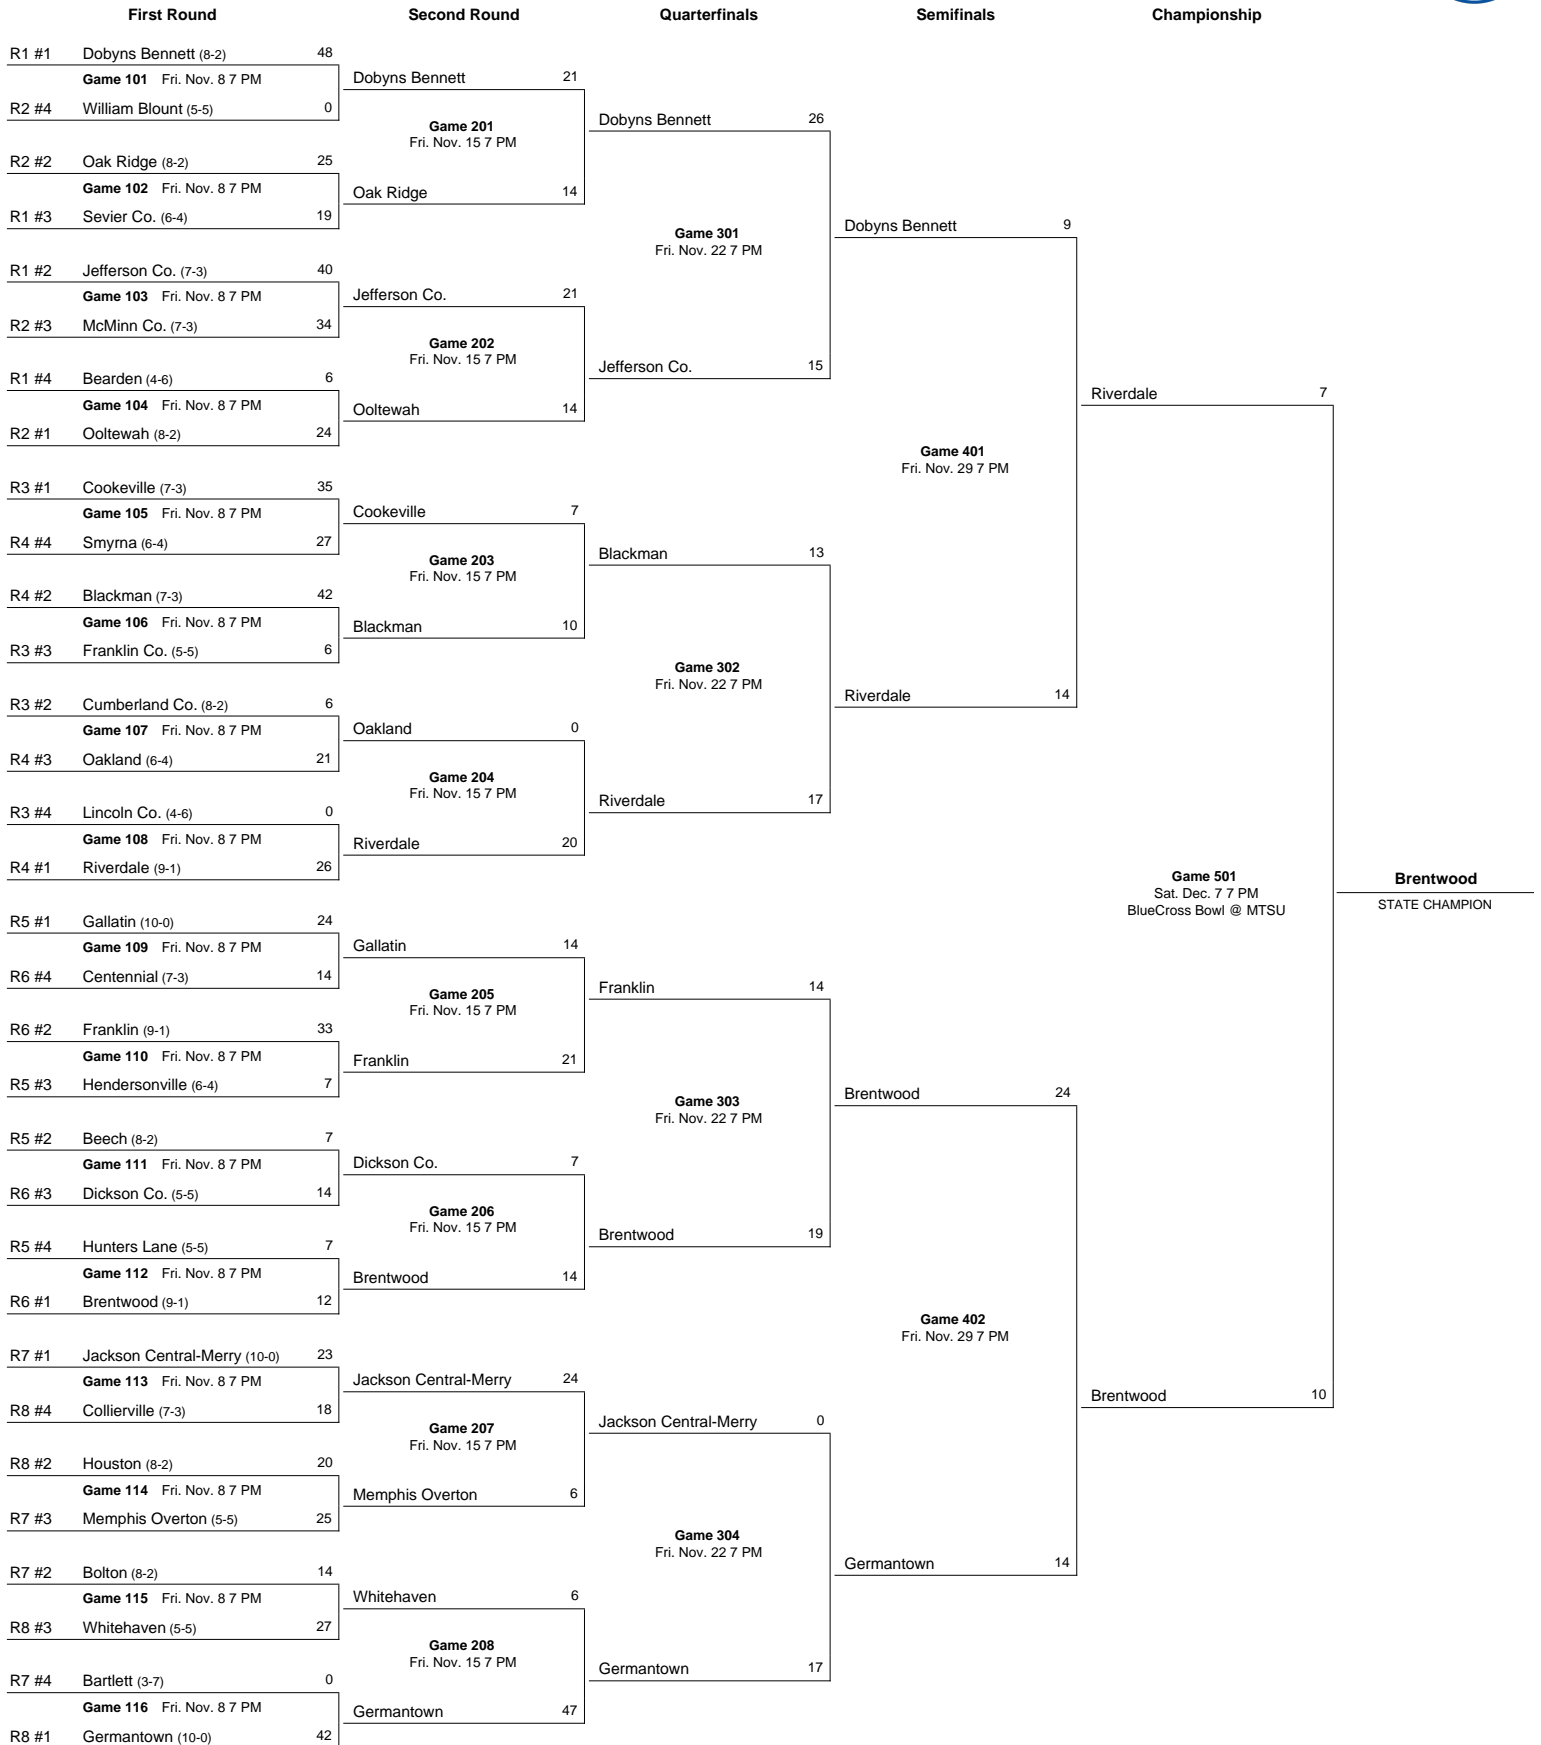 First Round Second Round Quarterfinals Semifinals Championship
R1 #1 Dobyns Bennett (8-2) 48
Game 101 Fri. Nov. 8 7 PM
R2 #4 William Blount (5-5) 0
R2 #2 Oak Ridge (8-2) 25
Game 102 Fri. Nov. 8 7 PM
R1 #3 Sevier Co. (6-4) 19
R1 #2 Jefferson Co. (7-3) 40
Game 103 Fri. Nov. 8 7 PM
R2 #3 McMinn Co. (7-3) 34
R1 #4 Bearden (4-6) 6
Game 104 Fri. Nov. 8 7 PM
R2 #1 Ooltewah (8-2) 24
R3 #1 Cookeville (7-3) 35
Game 105 Fri. Nov. 8 7 PM
R4 #4 Smyrna (6-4) 27
R4 #2 Blackman (7-3) 42
Game 106 Fri. Nov. 8 7 PM
R3 #3 Franklin Co. (5-5) 6
R3 #2 Cumberland Co. (8-2) 6
Game 107 Fri. Nov. 8 7 PM
R4 #3 Oakland (6-4) 21
R3 #4 Lincoln Co. (4-6) 0
Game 108 Fri. Nov. 8 7 PM
R4 #1 Riverdale (9-1) 26
R5 #1 Gallatin (10-0) 24
Game 109 Fri. Nov. 8 7 PM
R6 #4 Centennial (7-3) 14
R6 #2 Franklin (9-1) 33
Game 110 Fri. Nov. 8 7 PM
R5 #3 Hendersonville (6-4) 7
R5 #2 Beech (8-2) 7
Game 111 Fri. Nov. 8 7 PM
R6 #3 Dickson Co. (5-5) 14
R5 #4 Hunters Lane (5-5) 7
Game 112 Fri. Nov. 8 7 PM
R6 #1 Brentwood (9-1) 12
R7 #1 Jackson Central-Merry (10-0) 23
Game 113 Fri. Nov. 8 7 PM
R8 #4 Collierville (7-3) 18
R8 #2 Houston (8-2) 20
Game 114 Fri. Nov. 8 7 PM
R7 #3 Memphis Overton (5-5) 25
R7 #2 Bolton (8-2) 14
Game 115 Fri. Nov. 8 7 PM
R8 #3 Whitehaven (5-5) 27
R7 #4 Bartlett (3-7) 0
Game 116 Fri. Nov. 8 7 PM
R8 #1 Germantown (10-0) 42
Dobyns Bennett 21
Game 201
Fri. Nov. 15 7 PM
Oak Ridge 14
Jefferson Co. 21
Game 202
Fri. Nov. 15 7 PM
Ooltewah 14
Cookeville 7
Game 203
Fri. Nov. 15 7 PM
Blackman 10
Oakland 0
Game 204
Fri. Nov. 15 7 PM
Riverdale 20
Gallatin 14
Game 205
Fri. Nov. 15 7 PM
Franklin 21
Dickson Co. 7
Game 206
Fri. Nov. 15 7 PM
Brentwood 14
Jackson Central-Merry 24
Game 207
Fri. Nov. 15 7 PM
Memphis Overton 6
Whitehaven 6
Game 208
Fri. Nov. 15 7 PM
Germantown 47
Dobyns Bennett 26
Game 301
Fri. Nov. 22 7 PM
Jefferson Co. 15
Blackman 13
Game 302
Fri. Nov. 22 7 PM
Riverdale 17
Franklin 14
Game 303
Fri. Nov. 22 7 PM
Brentwood 19
Jackson Central-Merry 0
Game 304
Fri. Nov. 22 7 PM
Germantown 17
Dobyns Bennett 9
Game 401
Fri. Nov. 29 7 PM
Riverdale 14
Brentwood 24
Game 402
Fri. Nov. 29 7 PM
Germantown 14
Riverdale 7
Game 501
Sat. Dec. 7 7 PM
BlueCross Bowl @ MTSU
Brentwood 10
Brentwood
STATE CHAMPION